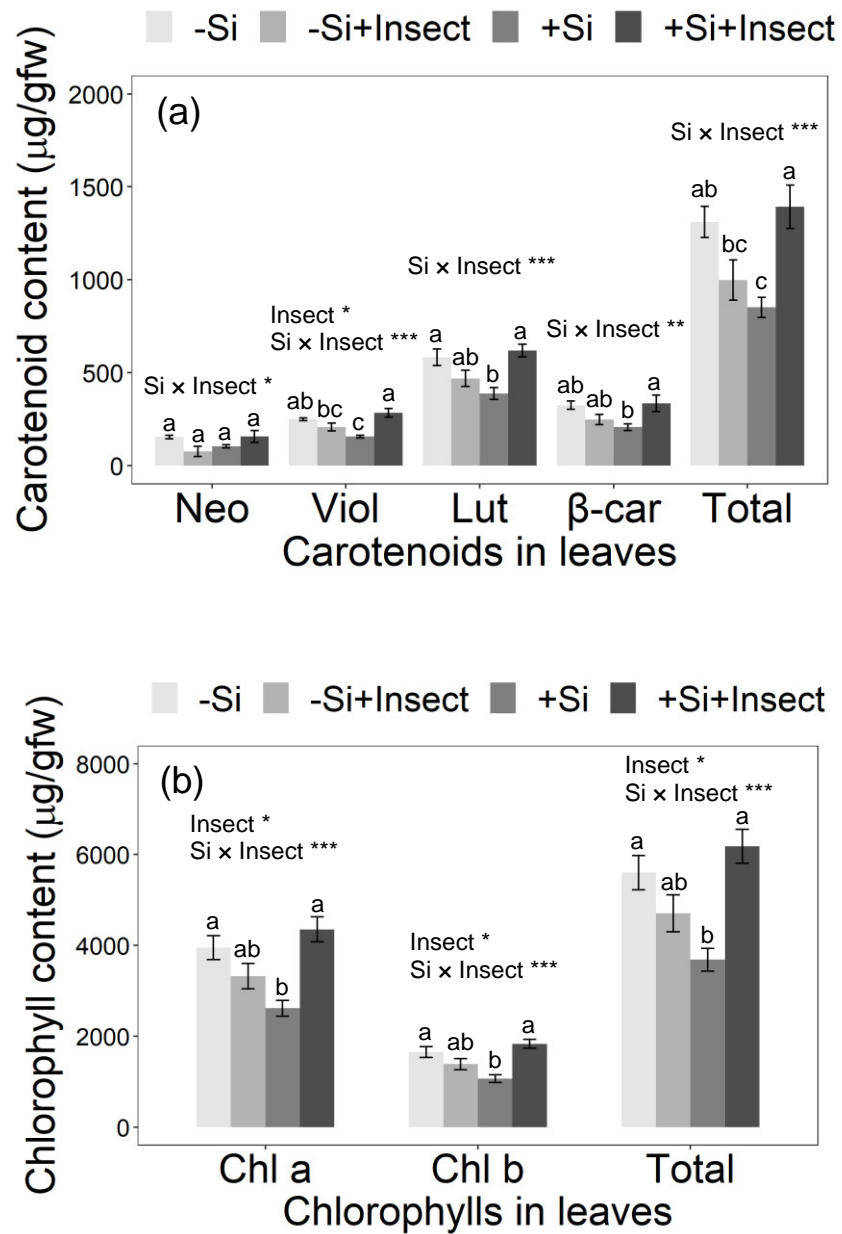 -Si -Si+Insect +Si +Si+Insect
Carotenoid content (μg/gfw)
2000
1500
1000
500
0
(a)
Si × Insect *
a a a a
Insect *
Si × Insect ***
ab bc c a
Si × Insect ***
a ab b a
Si × Insect **
ab ab b a
Si × Insect ***
ab bc c a
Neo Viol Lut β-car Total
Carotenoids in leaves
-Si -Si+Insect +Si +Si+Insect
Chlorophyll content (μg/gfw)
8000
6000
4000
2000
0
(b)
Insect *
Si × Insect ***
a ab b a
Insect *
Si × Insect ***
a ab b a
Insect *
Si × Insect ***
a ab b a
Chl a Chl b Total
Chlorophylls in leaves